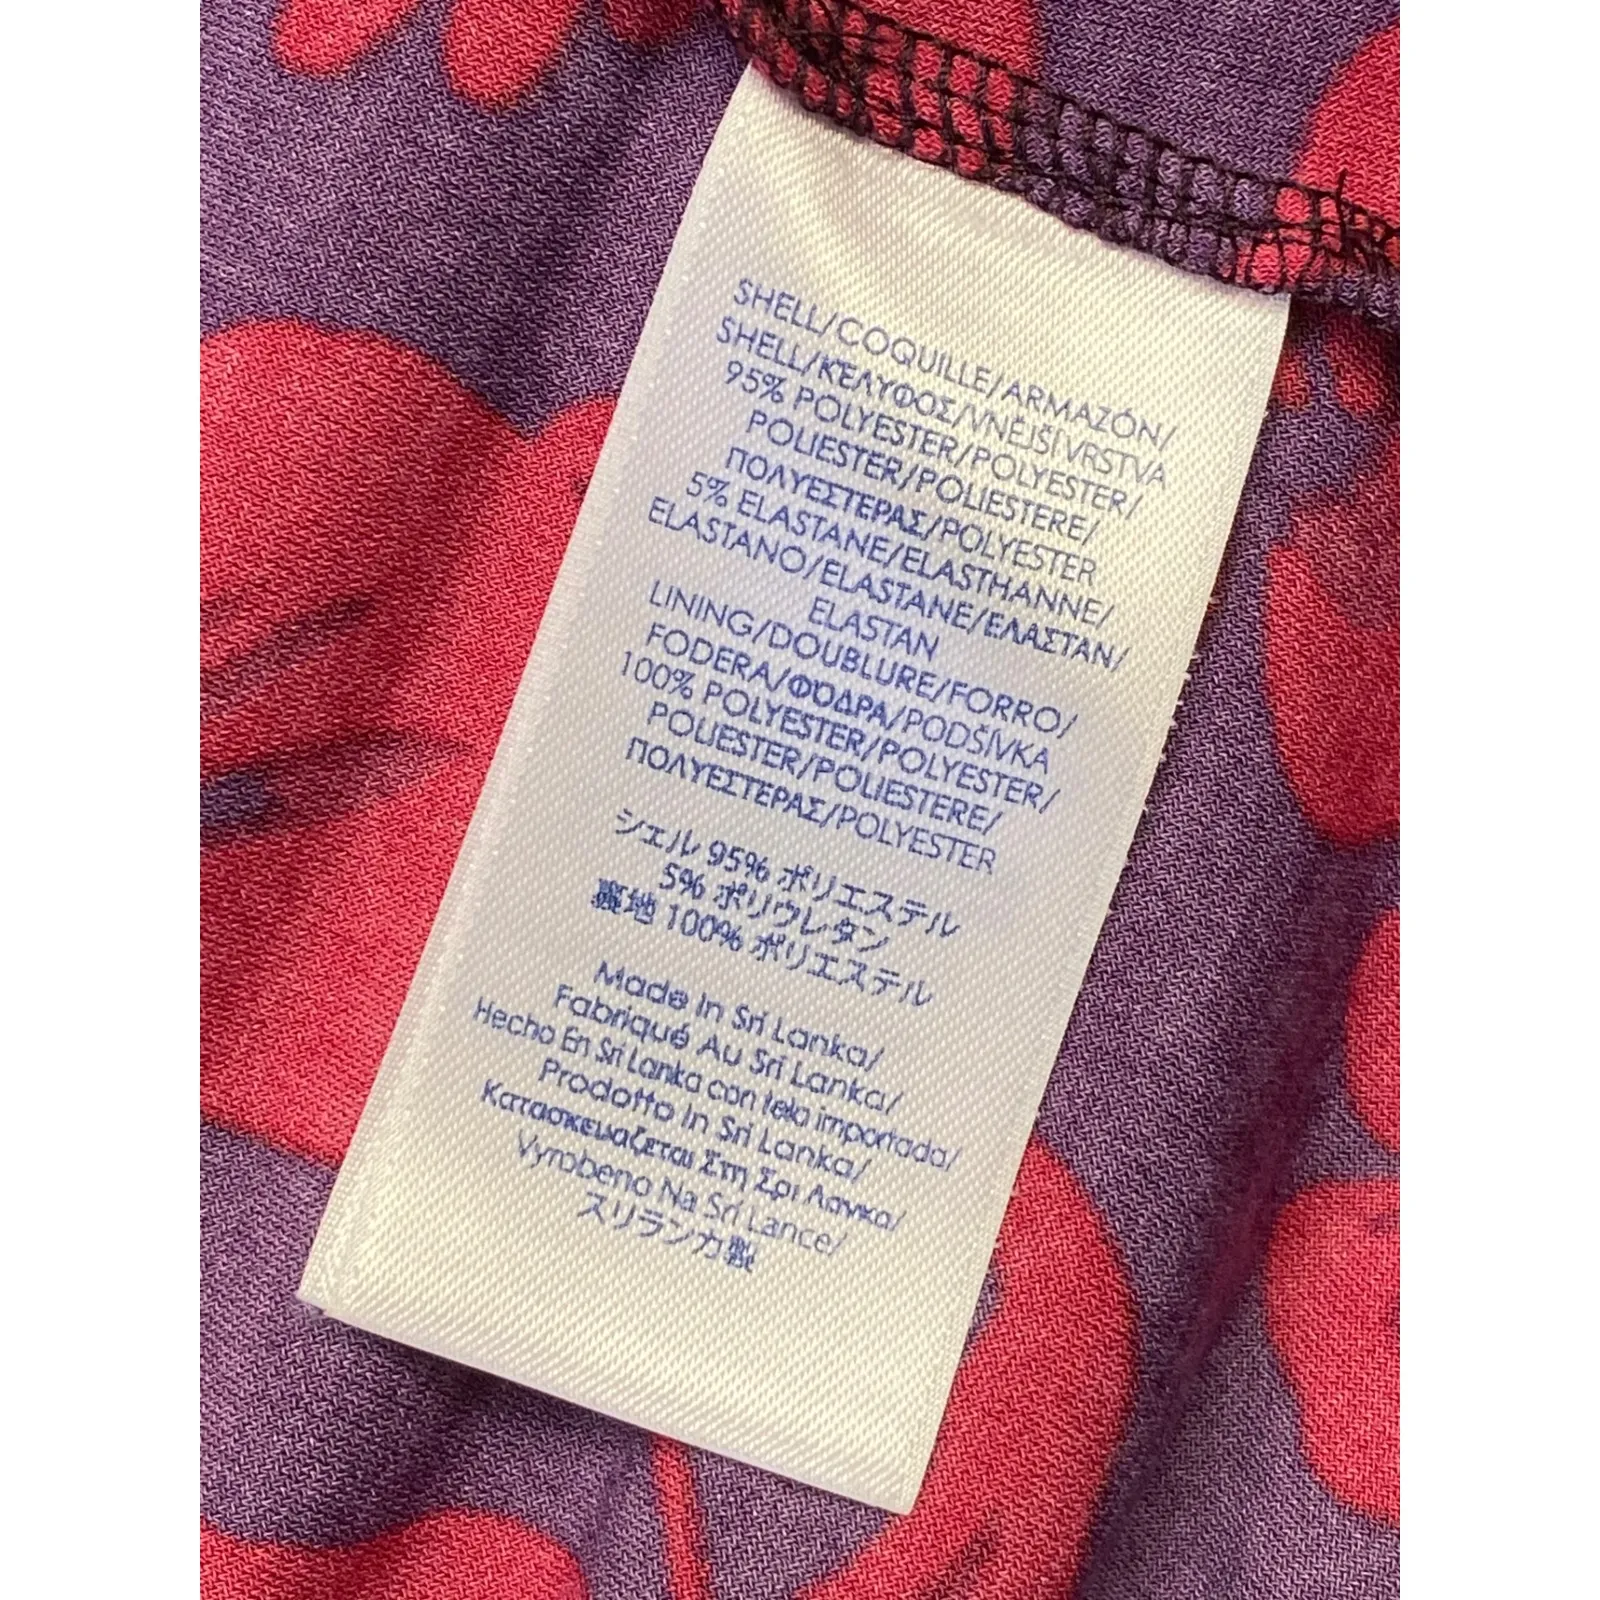 SHELL/COQUILLE/ARMAZÓN/
SHELL/ΚΈΛΥΦΟΣ/VNĚJŠÍ VRSTVA
95% POLYESTER/POLYESTER/
POLIESTER/POLIESTERE/
ΠΟΛΥΕΣΤΕΡΑΣ/POLYESTER
5% ELASTANE/ELASTHANNE/
ELASTANO/ELASTANE/ΕΛΑΣΤΑΝ/
ELASTAN
LINING/DOUBLURE/FORRO/
FODERA/ΦΌΔΡΑ/PODŠÍVKA
100% POLYESTER/POLYESTER/
POLIESTER/POLIESTERE/
ΠΟΛΥΕΣΤΕΡΑΣ/POLYESTER
シェル 95% ポリエステル
5% ポリウレタン
裏地 100% ポリエステル
Made In Sri Lanka/
Fabriqué Au Sri Lanka/
Hecho En Sri Lanka con tela importada/
Prodotto In Sri Lanka/
Κατασκευαζεται Στη Σρι Λανκα/
Vyrobeno Na Srí Lance/
スリランカ製